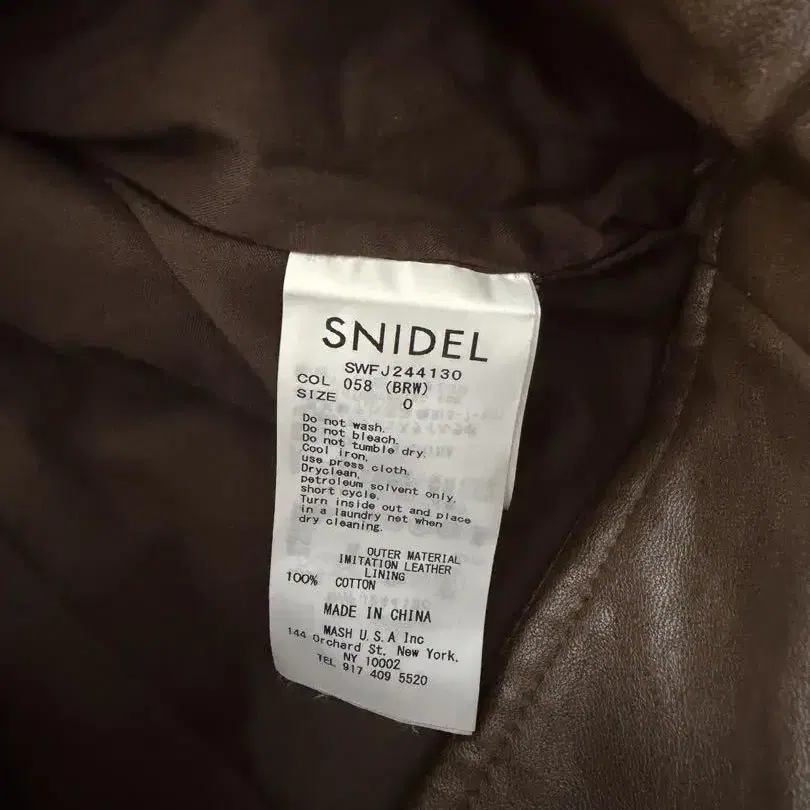 SNIDEL
SWFJ244130
COL 058 (BRW)
SIZE 0
Do not wash.
Do not bleach.
Do not tumble dry.
Cool iron,
use press cloth.
Dryclean,
petroleum solvent only.
short cycle.
Turn inside out and place
in a laundry net when
dry cleaning.
OUTER MATERIAL
IMITATION LEATHER
LINING
100% COTTON
MADE IN CHINA
MASH U.S.A Inc
144 Orchard St. New York.
NY 10002
TEL 917 409 5520